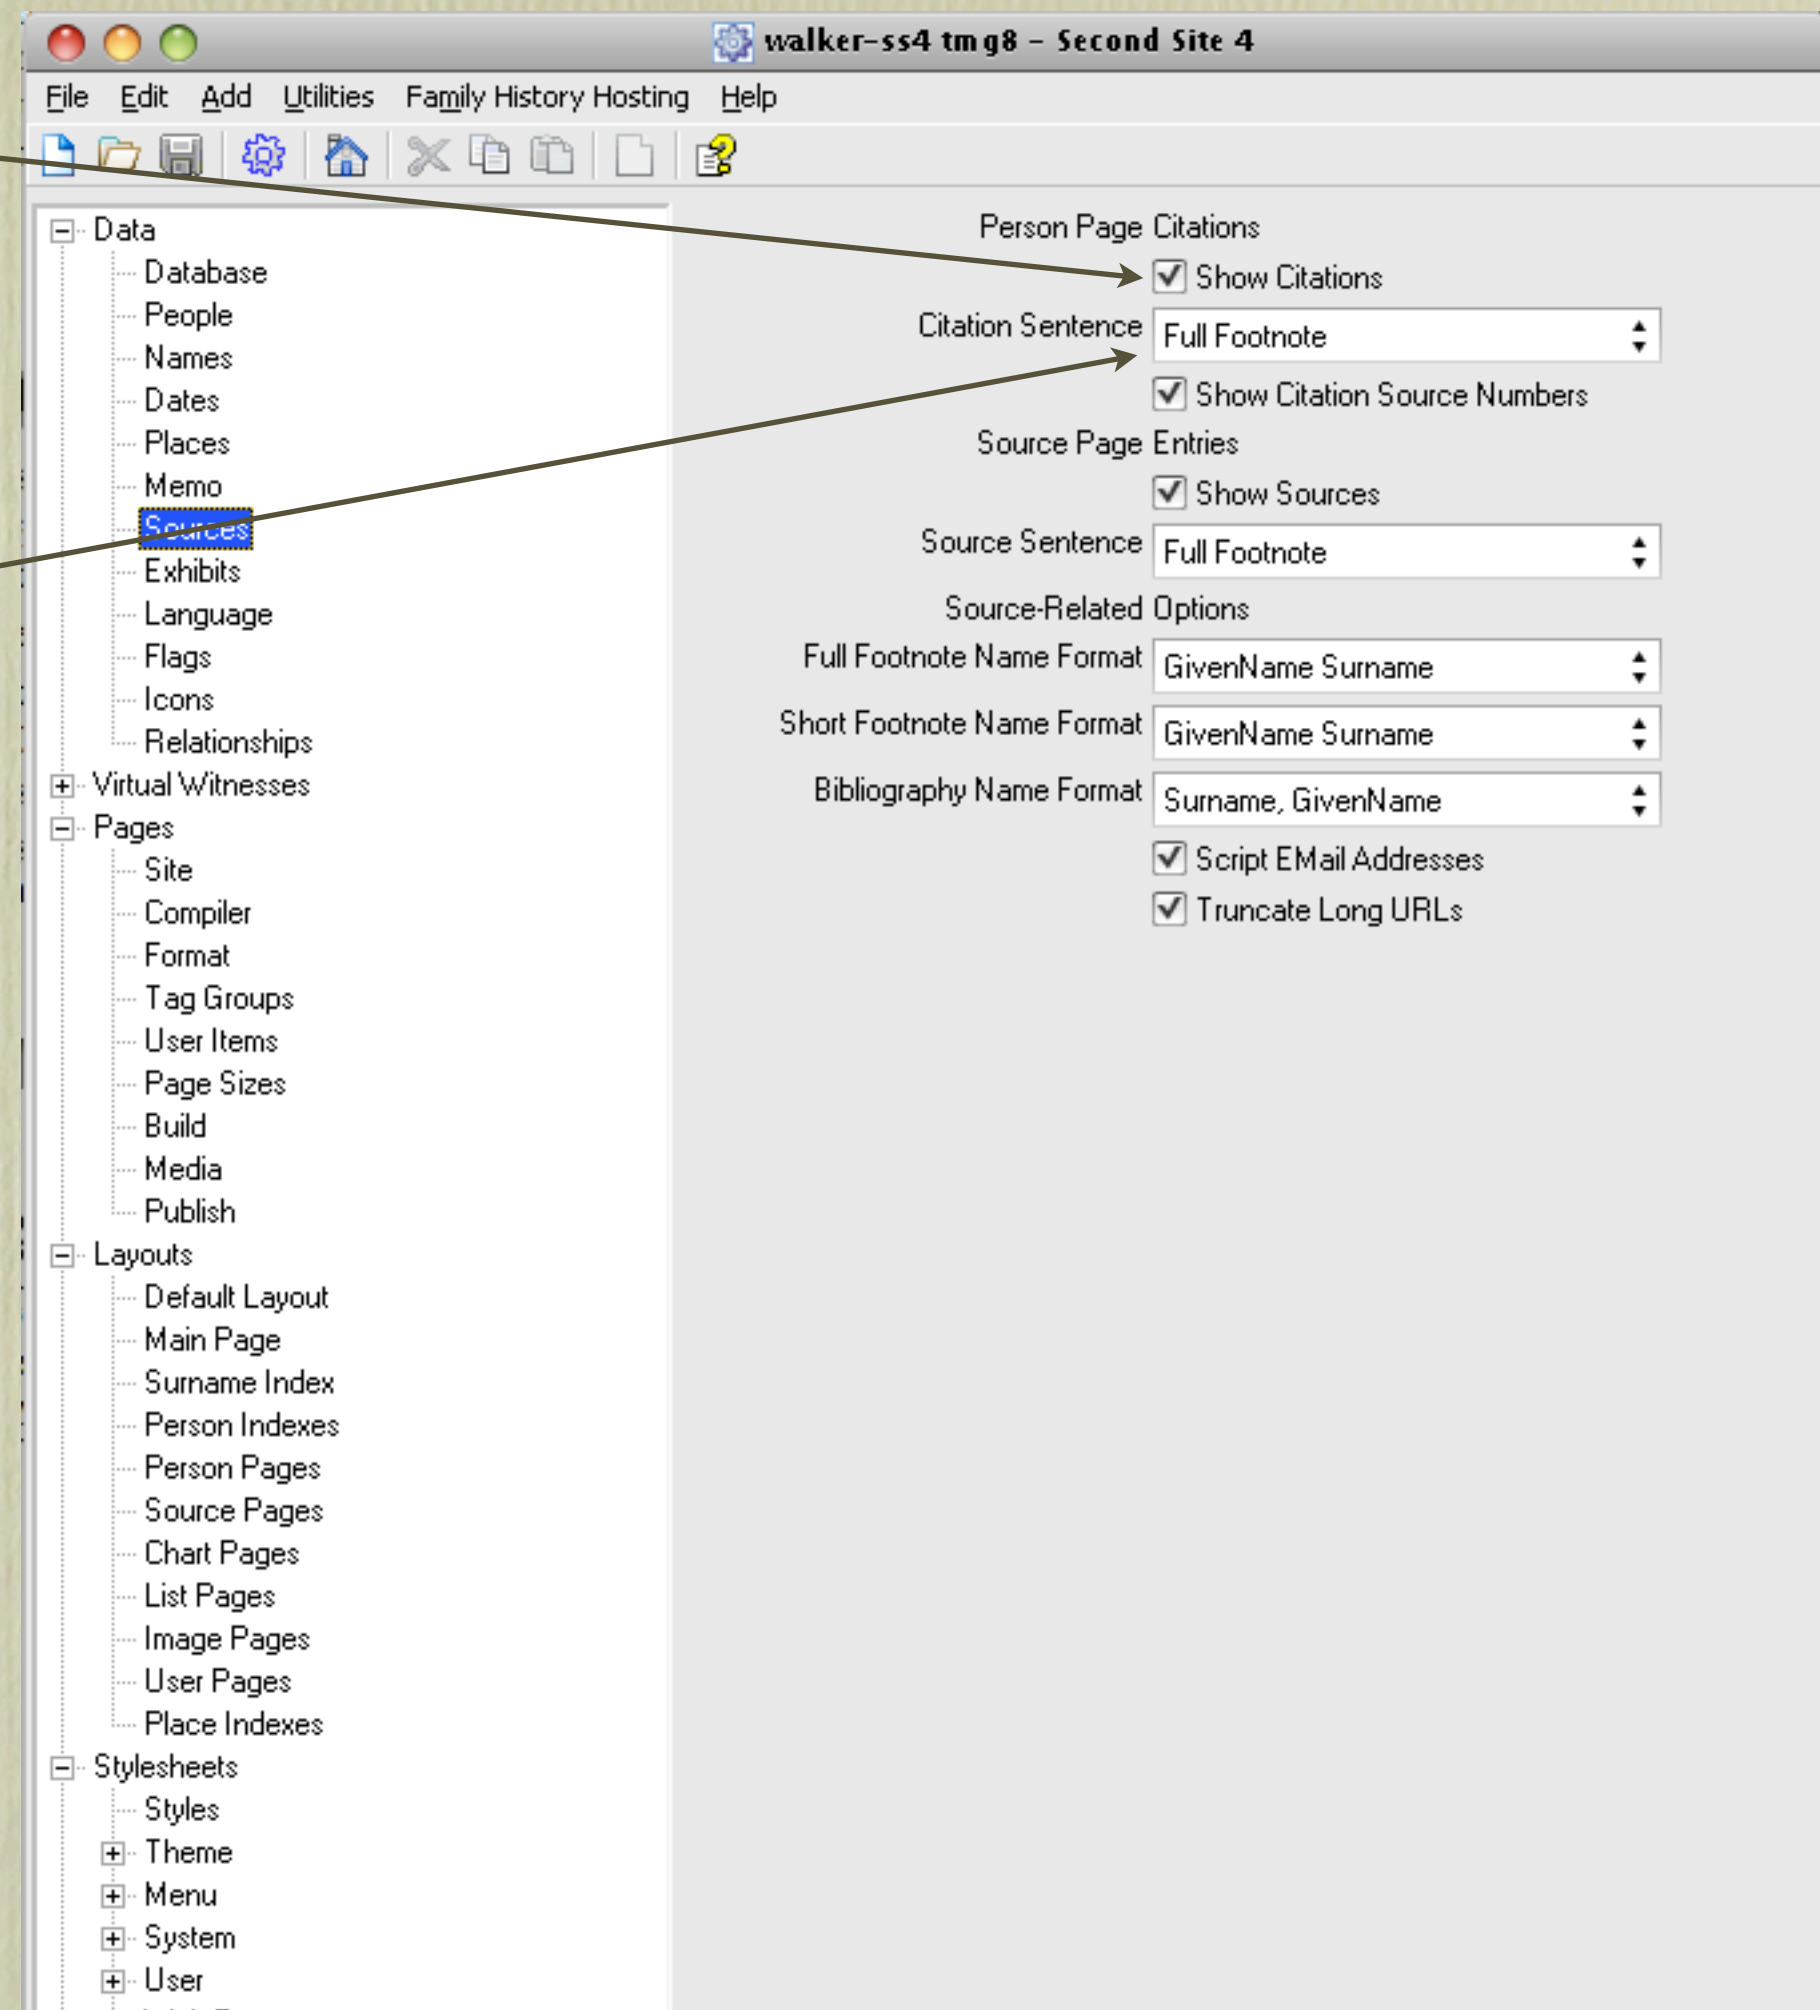 walker-ss4 tmg8 - Second Site 4
File Edit Add Utilities Family History Hosting Help
Data
Database
People
Names
Dates
Places
Memo
Sources
Exhibits
Language
Flags
Icons
Relationships
Virtual Witnesses
Pages
Site
Compiler
Format
Tag Groups
User Items
Page Sizes
Build
Media
Publish
Layouts
Default Layout
Main Page
Surname Index
Person Indexes
Person Pages
Source Pages
Chart Pages
List Pages
Image Pages
User Pages
Place Indexes
Stylesheets
Styles
Theme
Menu
System
User
Person Page Citations
Show Citations
Citation Sentence Full Footnote
Show Citation Source Numbers
Source Page Entries
Show Sources
Source Sentence Full Footnote
Source-Related Options
Full Footnote Name Format GivenName Surname
Short Footnote Name Format GivenName Surname
Bibliography Name Format Surname, GivenName
Script EMail Addresses
Truncate Long URLs